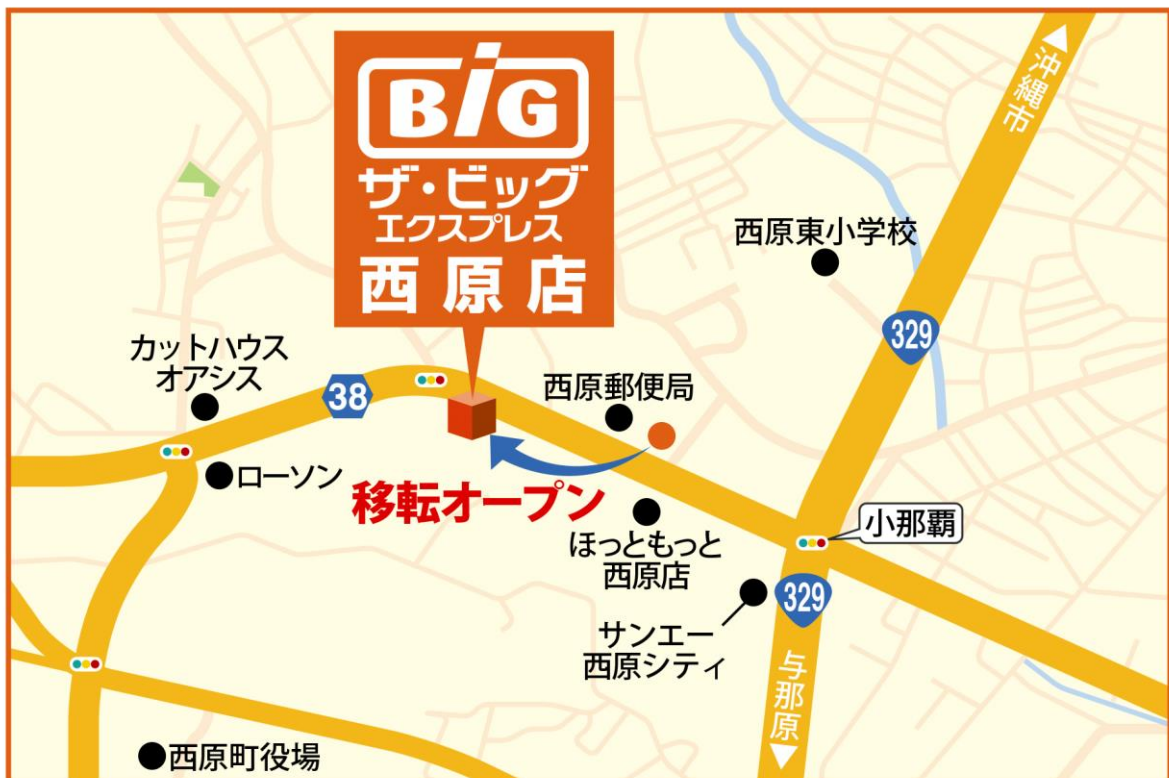 BiG
ザ・ビッグ
エクスプレス
西原店
沖縄市
西原東小学校
329
カットハウス
オアシス
38
西原郵便局
ローソン
移転オープン
小那覇
ほっともっと
西原店
329
サンエー
西原シティ
与那原
西原町役場